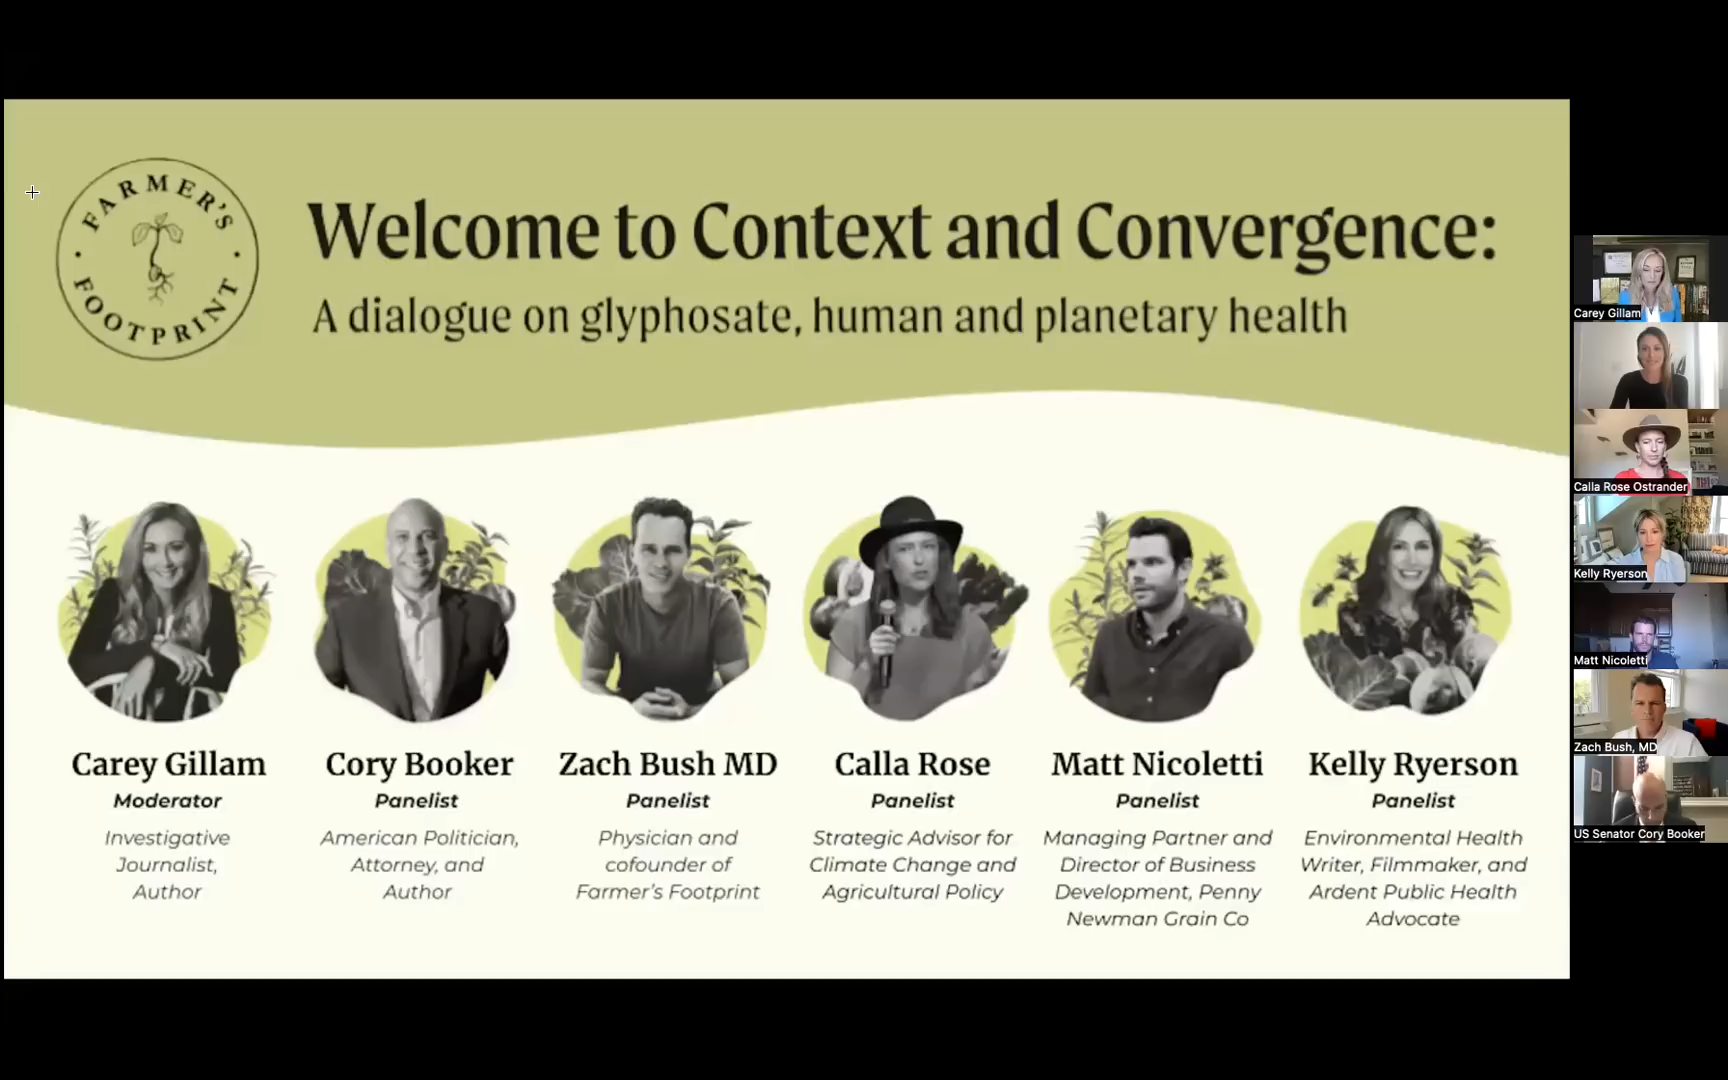 FARMER'S
FOOTPRINT
Welcome to Context and Convergence:
A dialogue on glyphosate, human and planetary health
Carey Gillam
Moderator
Investigative
Journalist,
Author
Cory Booker
Panelist
American Politician,
Attorney, and
Author
Zach Bush MD
Panelist
Physician and
cofounder of
Farmer's Footprint
Calla Rose
Panelist
Strategic Advisor for
Climate Change and
Agricultural Policy
Matt Nicoletti
Panelist
Managing Partner and
Director of Business
Development, Penny
Newman Grain Co
Kelly Ryerson
Panelist
Environmental Health
Writer, Filmmaker, and
Ardent Public Health
Advocate
Carey Gillam
Calla Rose Ostrander
Kelly Ryerson
Matt Nicoletti
Zach Bush, MD
US Senator Cory Booker